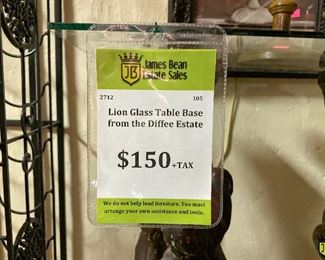 JB
James Bean
Estate Sales
2712 105
Lion Glass Table Base
from the Diffee Estate
$150+TAX
We do not help load furniture. You must
arrange your own assistance and tools.